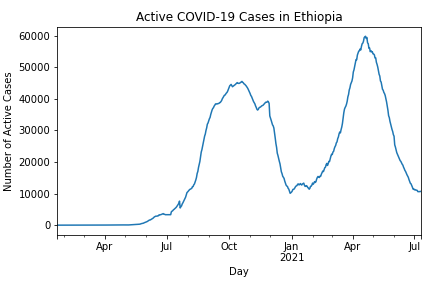 Active COVID-19 Cases in Ethiopia
60000
50000
40000
30000
20000
10000
0
Number of Active Cases
Apr Jul Oct Jan Apr Jul
2021
Day